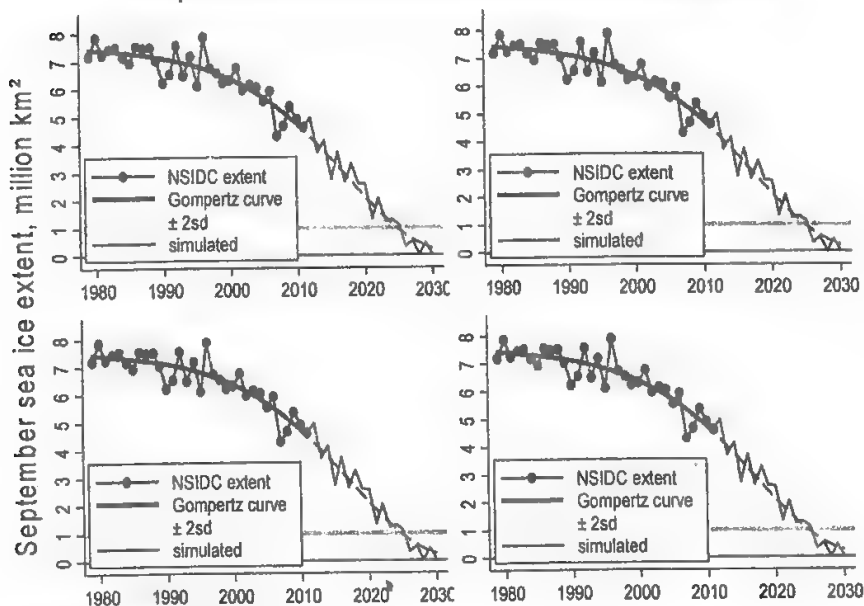 September sea ice extent, million km²
8
7
6
5
4
3
2
1
0
NSIDC extent
Gompertz curve
± 2sd
simulated
1980 1990 2000 2010 2020 2030
8
7
6
5
4
3
2
1
0
NSIDC extent
Gompertz curve
± 2sd
simulated
1980 1990 2000 2010 2020 2030
8
7
6
5
4
3
2
1
0
NSIDC extent
Gompertz curve
± 2sd
simulated
1980 1990 2000 2010 2020 2030
8
7
6
5
4
3
2
1
0
NSIDC extent
Gompertz curve
± 2sd
simulated
1980 1990 2000 2010 2020 2030